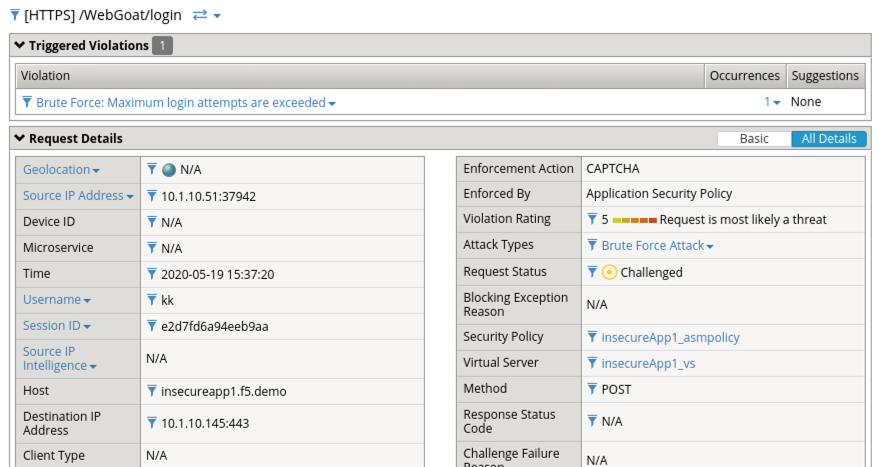 [HTTPS] /WebGoat/login
Triggered Violations 1
Violation Occurrences Suggestions
Brute Force: Maximum login attempts are exceeded 1 None
Request Details Basic All Details
Geolocation N/A
Source IP Address 10.1.10.51:37942
Device ID N/A
Microservice N/A
Time 2020-05-19 15:37:20
Username kk
Session ID e2d7fd6a94eeb9aa
Source IP
Intelligence N/A
Host insecureapp1.f5.demo
Destination IP
Address 10.1.10.145:443
Client Type N/A
Enforcement Action CAPTCHA
Enforced By Application Security Policy
Violation Rating 5 Request is most likely a threat
Attack Types Brute Force Attack
Request Status Challenged
Blocking Exception
Reason N/A
Security Policy insecureApp1_asmpolicy
Virtual Server insecureApp1_vs
Method POST
Response Status
Code N/A
Challenge Failure
Reason N/A